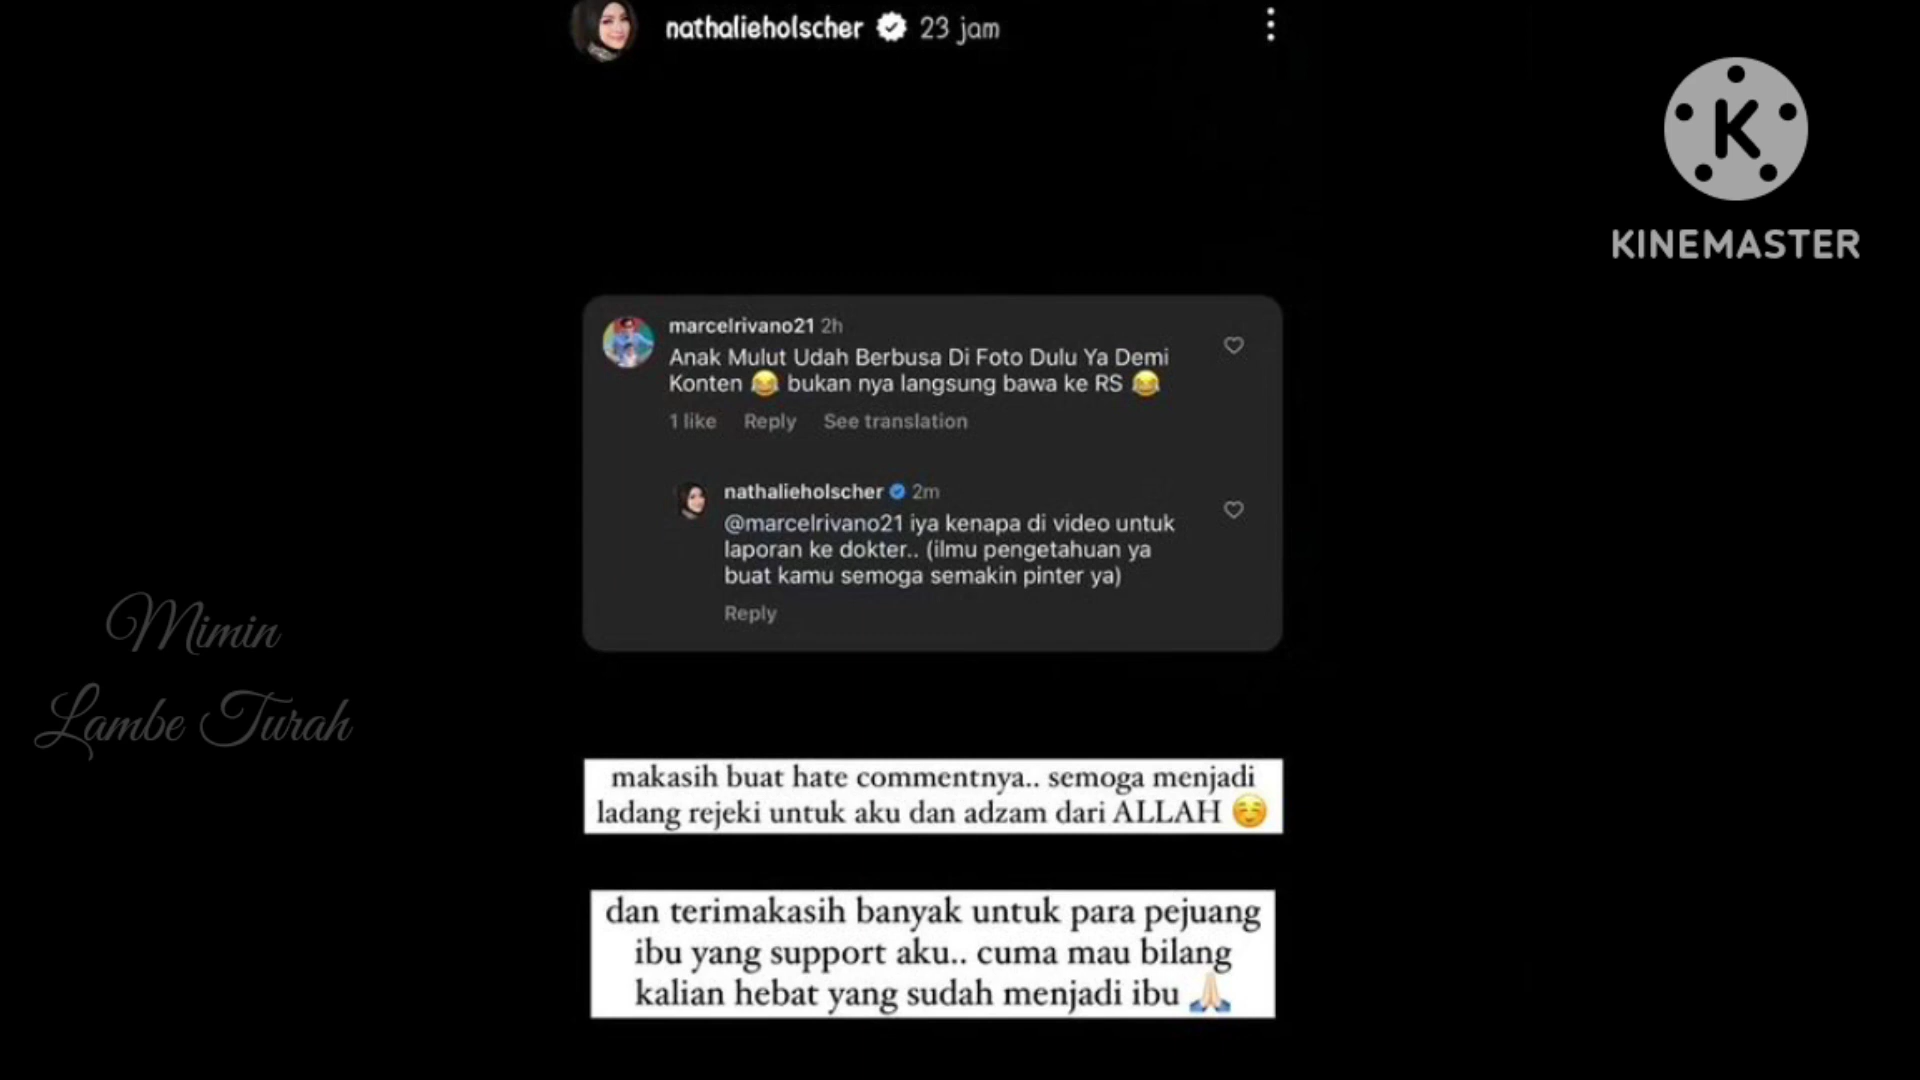 nathalieholscher 23 jam
KINEMASTER
marcelrivano21 2h
Anak Mulut Udah Berbusa Di Foto Dulu Ya Demi
Konten 😂 bukan nya langsung bawa ke RS 😂
1 like Reply See translation
nathalieholscher 2m
@marcelrivano21 iya kenapa di video untuk
laporan ke dokter.. (ilmu pengetahuan ya
buat kamu semoga semakin pinter ya)
Reply
Mimin
Lambe Turah
makasih buat hate commentnya.. semoga menjadi
ladang rejeki untuk aku dan adzam dari ALLAH ☺️
dan terimakasih banyak untuk para pejuang
ibu yang support aku.. cuma mau bilang
kalian hebat yang sudah menjadi ibu 🙏🏻